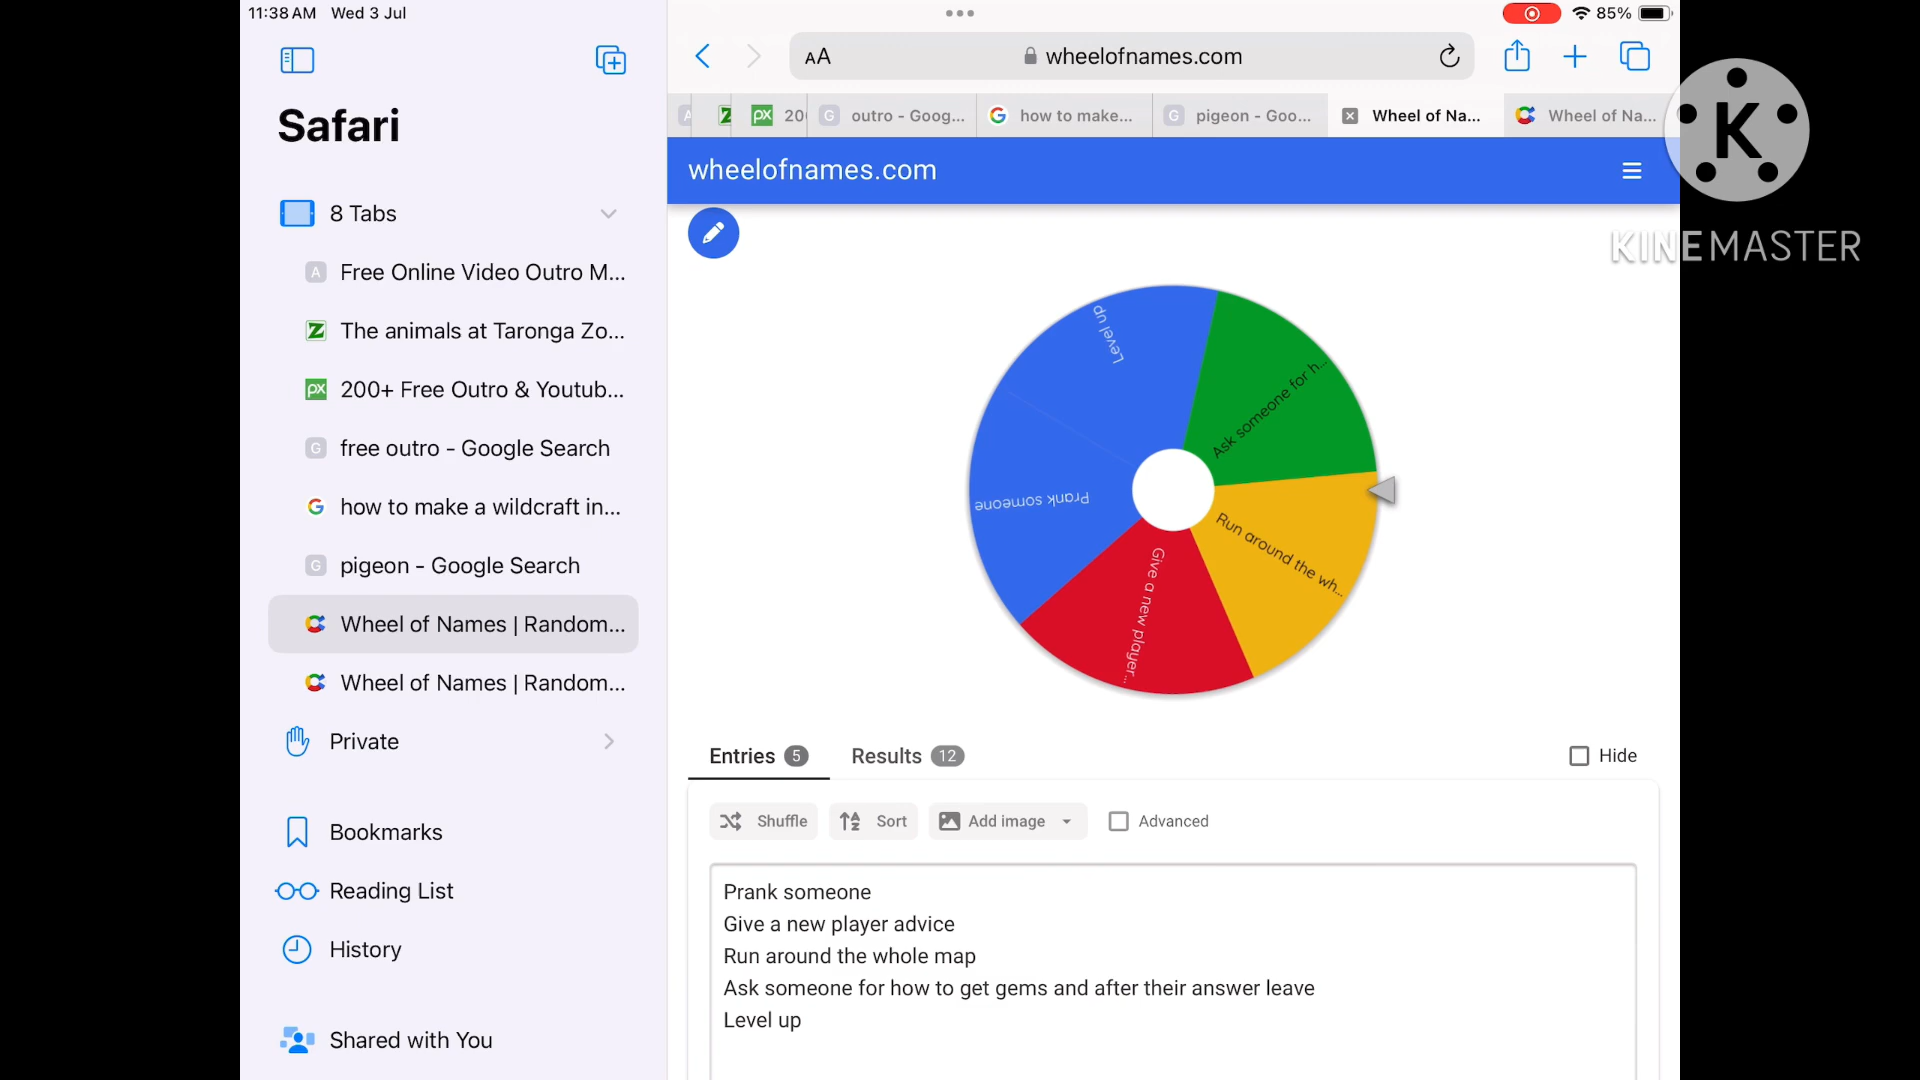 11:38 AM Wed 3 Jul
85%
Safari
8 Tabs
A Free Online Video Outro M...
Z The animals at Taronga Zo...
px 200+ Free Outro & Youtub...
G free outro - Google Search
G how to make a wildcraft in...
G pigeon - Google Search
Wheel of Names | Random...
Wheel of Names | Random...
Private
Bookmarks
Reading List
History
Shared with You
AA wheelofnames.com
A Z px 20 G outro - Goog... G how to make... G pigeon - Goo... Wheel of Na... Wheel of Na...
K
KINEMASTER
wheelofnames.com
Level up
Ask someone for h...
Prank someone
Run around the wh...
Give a new player...
Entries 5 Results 12 Hide
Shuffle Sort Add image Advanced
Prank someone
Give a new player advice
Run around the whole map
Ask someone for how to get gems and after their answer leave
Level up